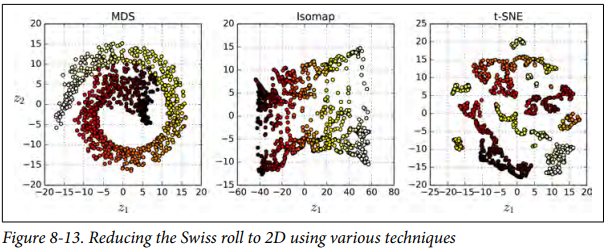 MDS
Isomap
t-SNE
20
15
10
5
0
−5
−10
−15
−20
z2
−20 −15 −10 −5 0 5 10 15 20
z1
15
10
5
0
−5
−10
−15
−60 −40 −20 0 20 40 60 80
z1
25
20
15
10
5
0
−5
−10
−15
−20
−25 −20 −15 −10 −5 0 5 10 15 20
z1
Figure 8-13. Reducing the Swiss roll to 2D using various techniques